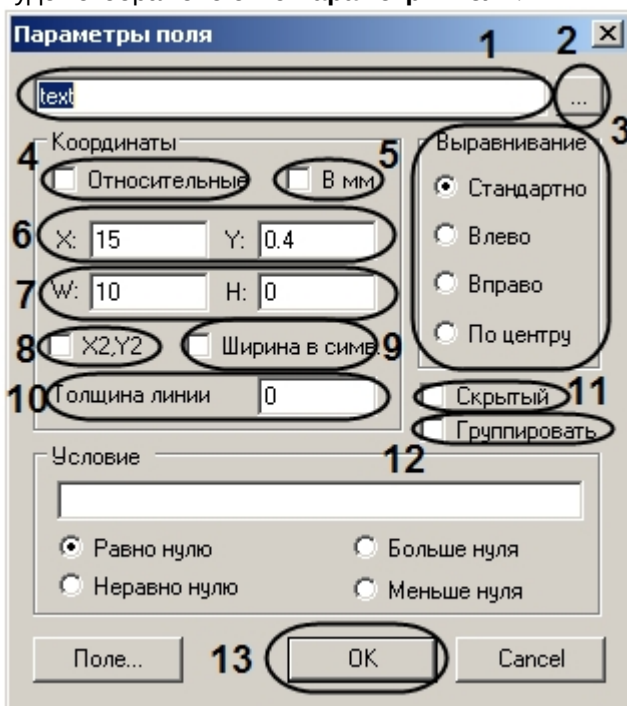 Параметры поля
1
2
text
...
3
Координаты
Выравнивание
4
5
Относительные
В мм
Стандартно
6
X: 15
Y: 0.4
Влево
7
W: 10
H: 0
Вправо
8
X2,Y2
Ширина в симв.
9
По центру
10
Толщина линии
0
Скрытый
11
Группировать
12
Условие
Равно нулю
Больше нуля
Неравно нулю
Меньше нуля
Поле...
13
OK
Cancel